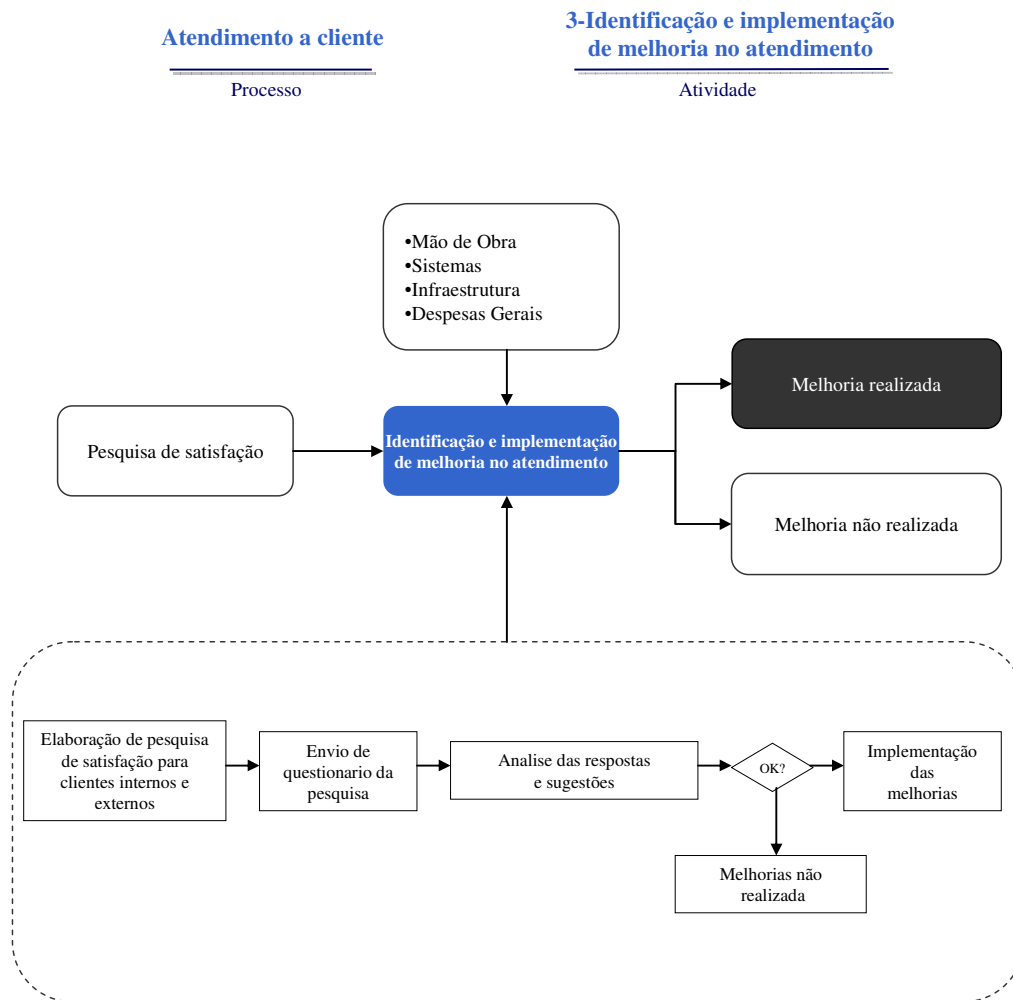 Atendimento a cliente
Processo
3-Identificação e implementação
de melhoria no atendimento
Atividade
•Mão de Obra
•Sistemas
•Infraestrutura
•Despesas Gerais
Pesquisa de satisfação
Identificação e implementação
de melhoria no atendimento
Melhoria realizada
Melhoria não realizada
Elaboração de pesquisa
de satisfação para
clientes internos e
externos
Envio de
questionario da
pesquisa
Analise das respostas
e sugestões
OK?
Implementação
das
melhorias
Melhorias não
realizada